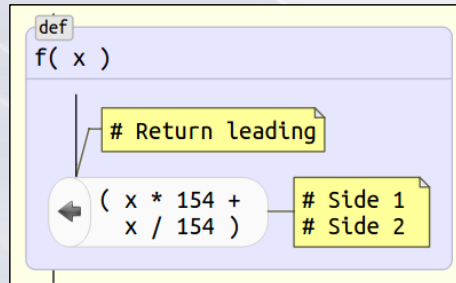 def
f( x )
# Return leading
( x * 154 + # Side 1
x / 154 ) # Side 2